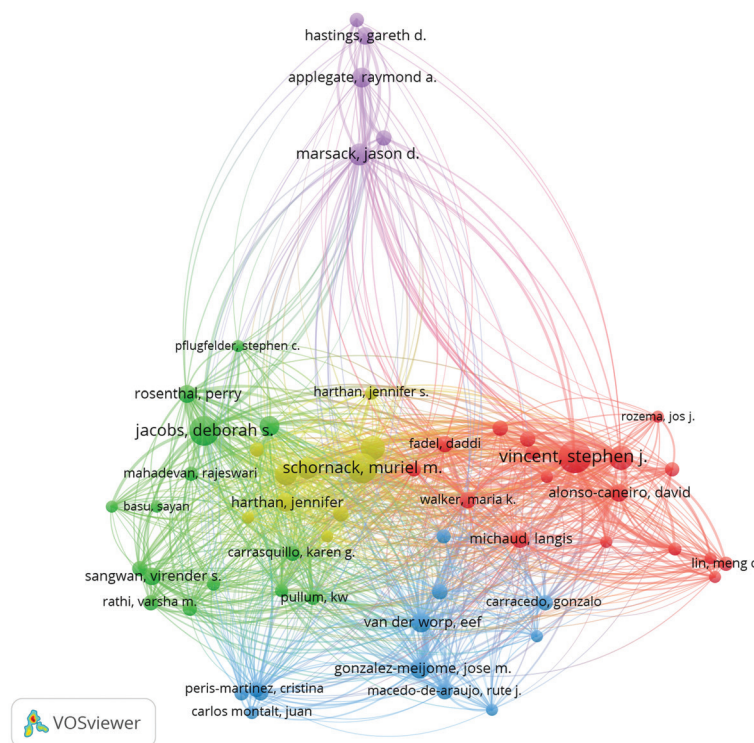 hastings, gareth d.
applegate, raymond a.
marsack, jason d.
pflugfelder, stephen c.
rosenthal, perry
harthan, jennifer s.
rozema, jos j.
jacobs, deborah s.
fadel, daddi
vincent, stephen j.
schornack, muriel m.
mahadevan, rajeswari
alonso-caneiro, david
basu, sayan
harthan, jennifer
walker, maria k.
michaud, langis
carrasquillo, karen g.
lin, meng c
sangwan, virender s.
rathi, varsha m.
pullum, kw
carracedo, gonzalo
van der worp, eef
gonzalez-meijome, jose m.
peris-martinez, cristina
macedo-de-araujo, rute j.
carlos montalt, juan
VOSviewer